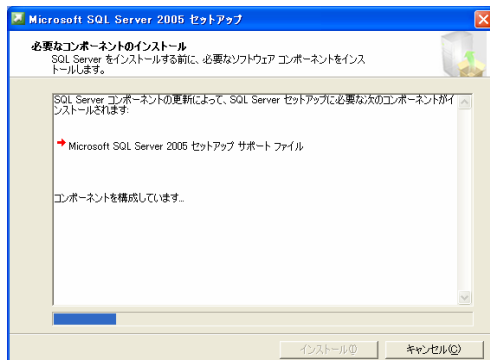 Microsoft SQL Server 2005 セットアップ
必要なコンポーネントのインストール
SQL Server をインストールする前に、必要なソフトウェア コンポーネントをインス
トールします。
SQL Server コンポーネントの更新によって、SQL Server セットアップに必要な次のコンポーネントがイ
ンストールされます:
Microsoft SQL Server 2005 セットアップ サポート ファイル
コンポーネントを構成しています...
インストール(I)
キャンセル(C)